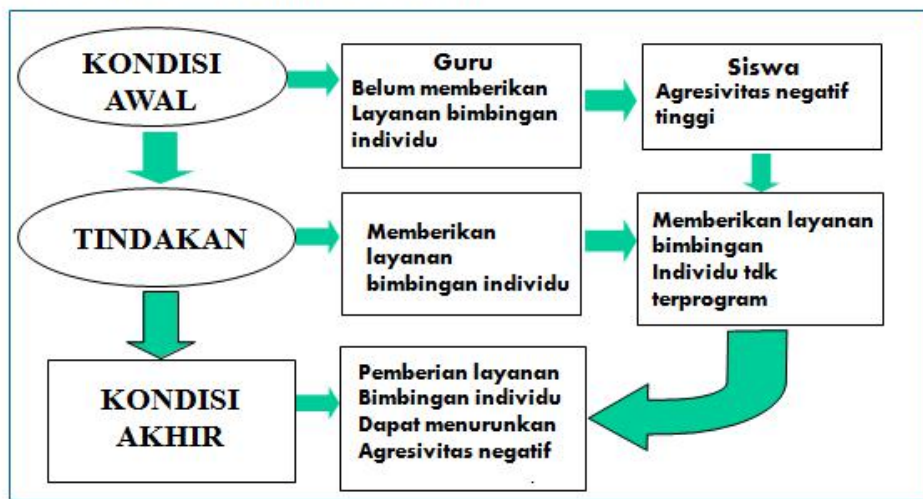 KONDISI
AWAL
Guru
Belum memberikan
Layanan bimbingan
individu
Siswa
Agresivitas negatif
tinggi
TINDAKAN
Memberikan
layanan
bimbingan individu
Memberikan layanan
bimbingan
Individu tdk
terprogram
KONDISI
AKHIR
Pemberian layanan
Bimbingan individu
Dapat menurunkan
Agresivitas negatif
.